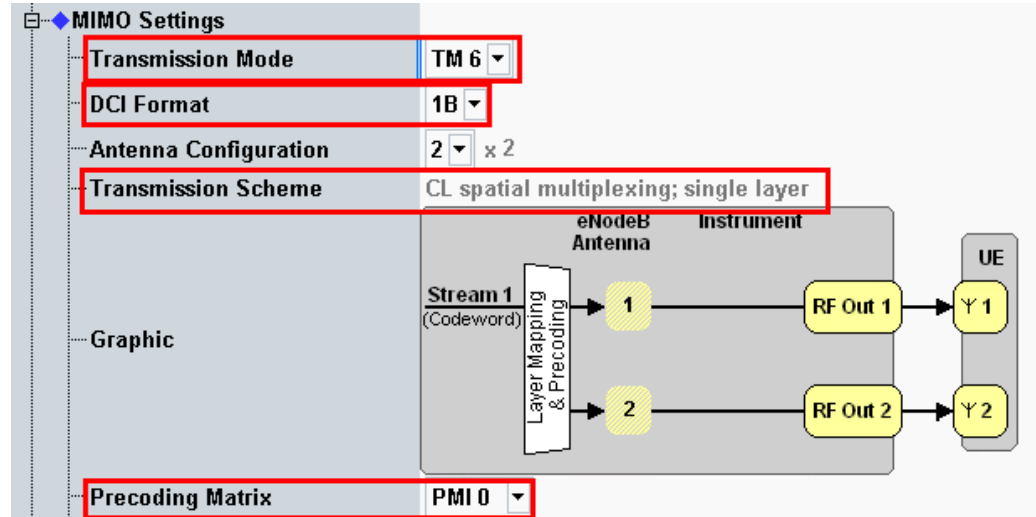 MIMO Settings
Transmission Mode TM 6
DCI Format 1B
Antenna Configuration 2 x 2
Transmission Scheme CL spatial multiplexing; single layer
Graphic
eNodeB Antenna
Instrument
UE
Stream 1
(Codeword)
Layer Mapping
& Precoding
1
RF Out 1
1
2
RF Out 2
2
Precoding Matrix PMI 0